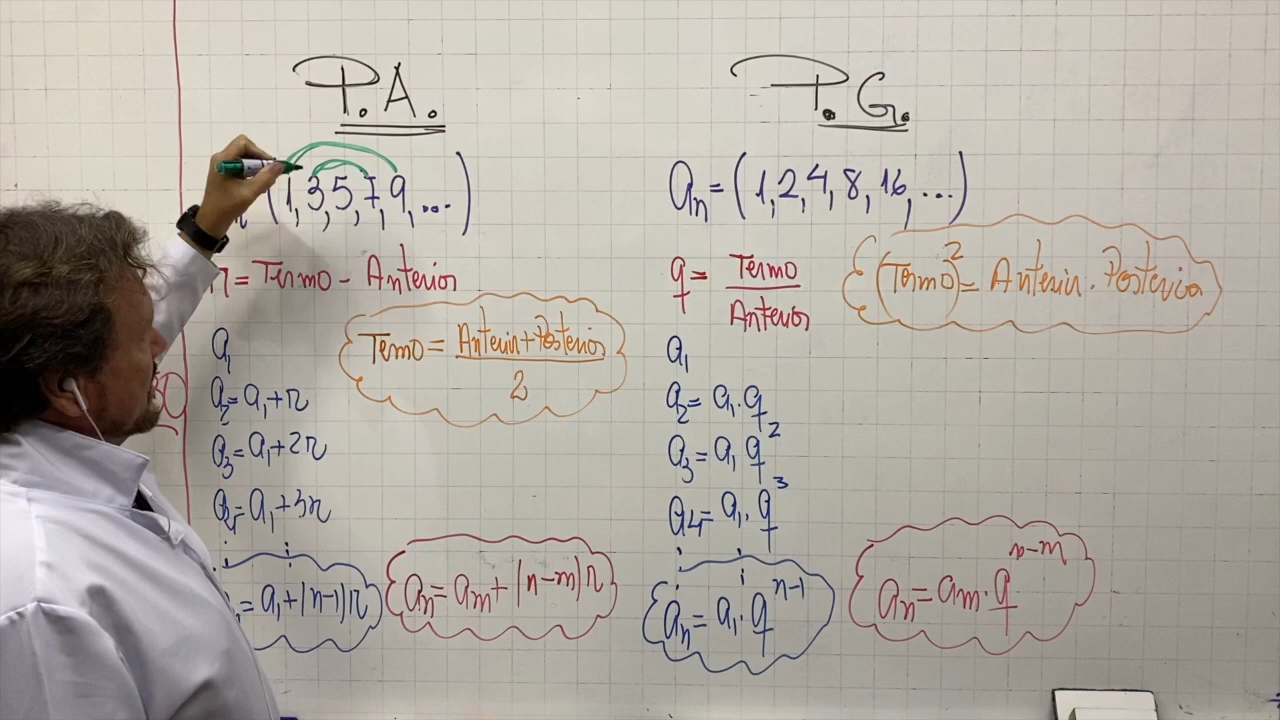 P.A.
(1,3,5,7,9,...)
r = Termo - Anterior
Termo = Anterior+Posterior
2
a₁
a₂=a₁+r
a₃=a₁+2r
a₄=a₁+3r
= a₁+(n-1)r
aₙ= aₘ+(n-m)r
P.G.
aₙ=(1,2,4,8,16,...)
q = Termo
Anterior
(Termo)² = Anterior . Posterior
a₁
a₂= a₁.q
a₃= a₁ q²
a₄= a₁.q³
aₙ= a₁.qⁿ⁻¹
aₙ= aₘ.qⁿ⁻ᵐ